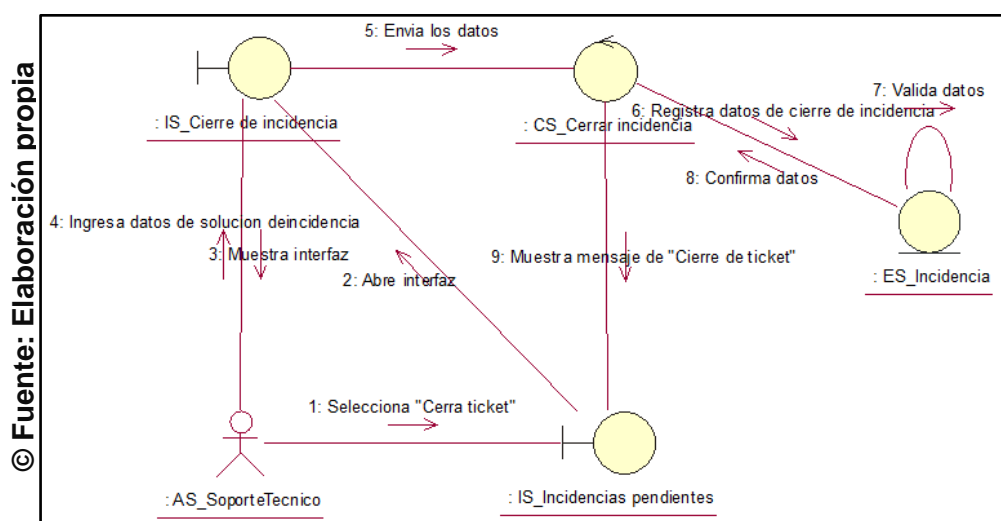 © Fuente: Elaboración propia
5: Envia los datos
7: Valida datos
: IS_Cierre de incidencia
: CS_Cerrar incidencia
6: Registra datos de cierre de incidencia
8: Confirma datos
4: Ingresa datos de solucion deincidencia
3: Muestra interfaz
2: Abre interfaz
9: Muestra mensaje de "Cierre de ticket"
: ES_Incidencia
1: Selecciona "Cerra ticket"
: AS_SoporteTecnico
: IS_Incidencias pendientes